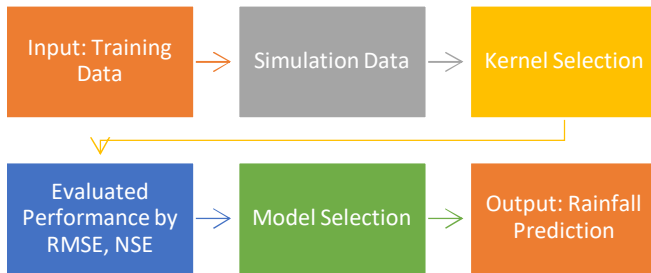 Input: Training
Data
Simulation Data
Kernel Selection
Evaluated
Performance by
RMSE, NSE
Model Selection
Output: Rainfall
Prediction